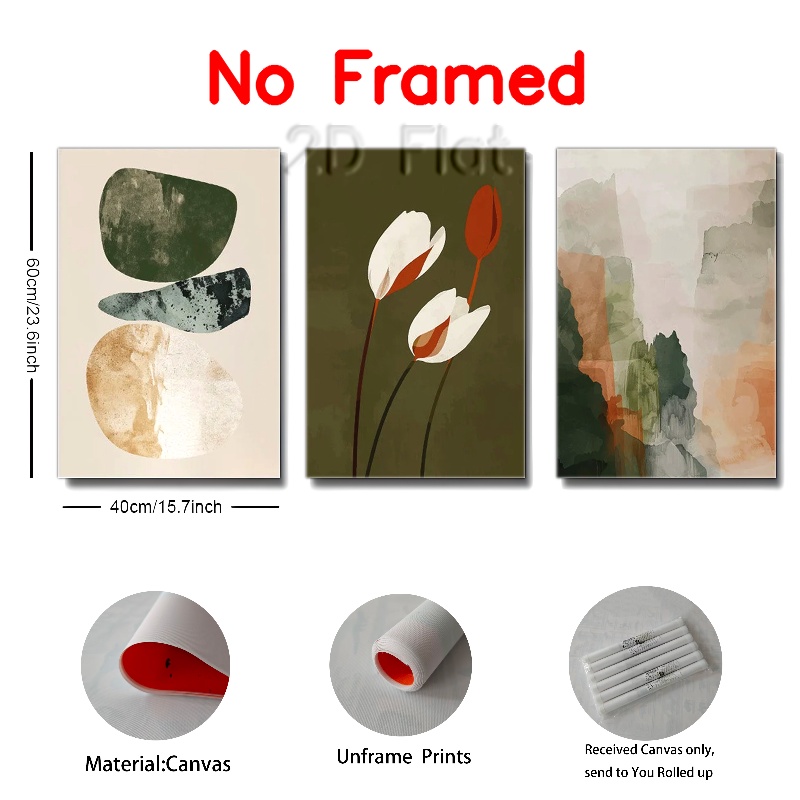 No Framed
2D Flat
60cm/23.6inch
40cm/15.7inch
Material:Canvas
Unframe Prints
Received Canvas only,
send to You Rolled up